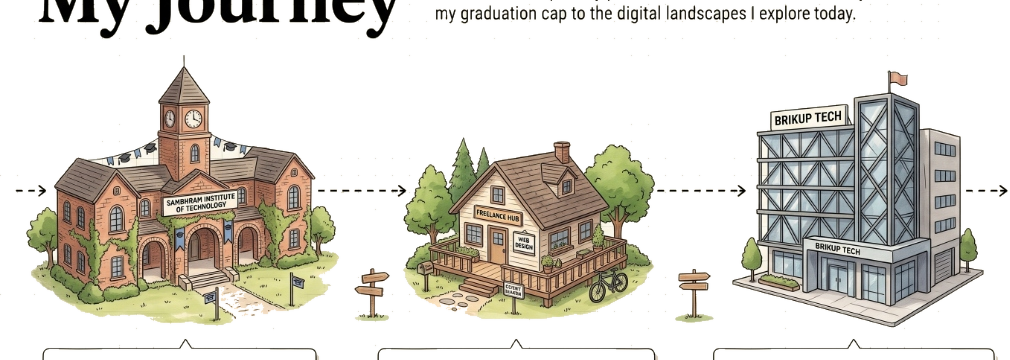 My Journey
my graduation cap to the digital landscapes I explore today.
SAMBHRAM INSTITUTE
OF TECHNOLOGY
FREELANCE HUB
WEB
DESIGN
BRIKUP TECH
BRIKUP TECH